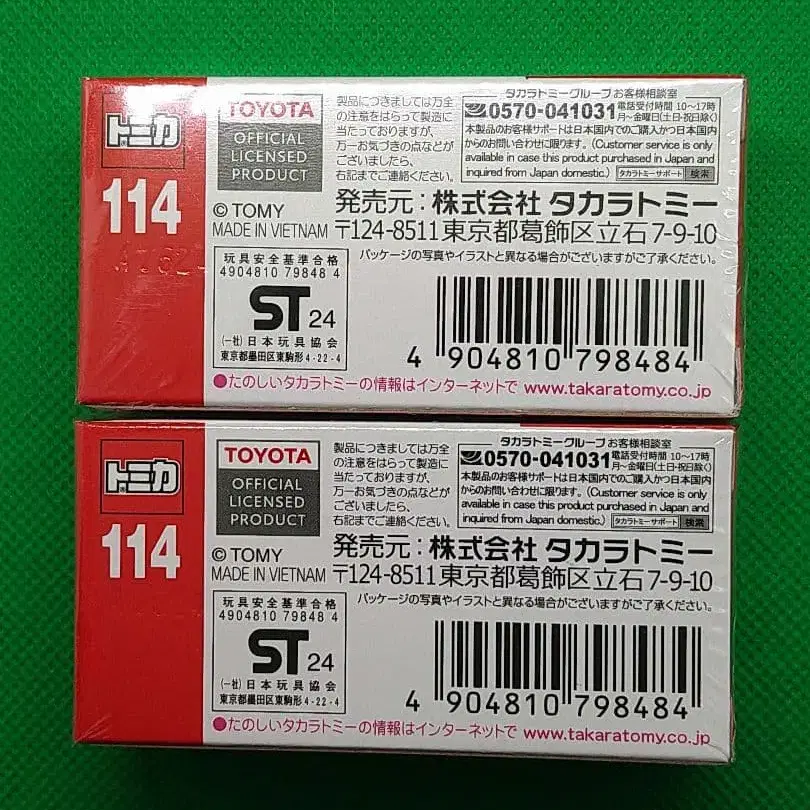 トミカ
114
TOYOTA
OFFICIAL
LICENSED
PRODUCT
製品につきましては万全
の注意をはらって製造に
当たっておりますが、
万一お気づきの点などが
ございましたら、
右記までご連絡ください。
タカラトミーグループ お客様相談室
0570-041031 電話受付時間 10〜17時
月〜金曜日(土日・祝日除く)
本製品のお客様サポートは日本国内でのご購入かつ日本国内
からのお問い合わせに限ります。(Customer service is only
available in case this product purchased in Japan and
inquired from Japan domestic.) タカラトミーサポート 検索
© TOMY
MADE IN VIETNAM
発売元：株式会社 タカラトミー
〒124-8511 東京都葛飾区立石7-9-10
パッケージの写真やイラストと異なる場合がございますがご了承ください。
玩具安全基準合格
4904810 79848 4
ST 24
(一社)日本玩具協会
東京都墨田区東駒形4-22-4
4 904810 798484
●たのしいタカラトミーの情報はインターネットで www.takaratomy.co.jp
トミカ
114
TOYOTA
OFFICIAL
LICENSED
PRODUCT
製品につきましては万全
の注意をはらって製造に
当たっておりますが、
万一お気づきの点などが
ございましたら、
右記までご連絡ください。
タカラトミーグループ お客様相談室
0570-041031 電話受付時間 10〜17時
月〜金曜日(土日・祝日除く)
本製品のお客様サポートは日本国内でのご購入かつ日本国内
からのお問い合わせに限ります。(Customer service is only
available in case this product purchased in Japan and
inquired from Japan domestic.) タカラトミーサポート 検索
© TOMY
MADE IN VIETNAM
発売元：株式会社 タカラトミー
〒124-8511 東京都葛飾区立石7-9-10
パッケージの写真やイラストと異なる場合がございますがご了承ください。
玩具安全基準合格
4904810 79848 4
ST 24
(一社)日本玩具協会
東京都墨田区東駒形4-22-4
4 904810 798484
●たのしいタカラトミーの情報はインターネットで www.takaratomy.co.jp